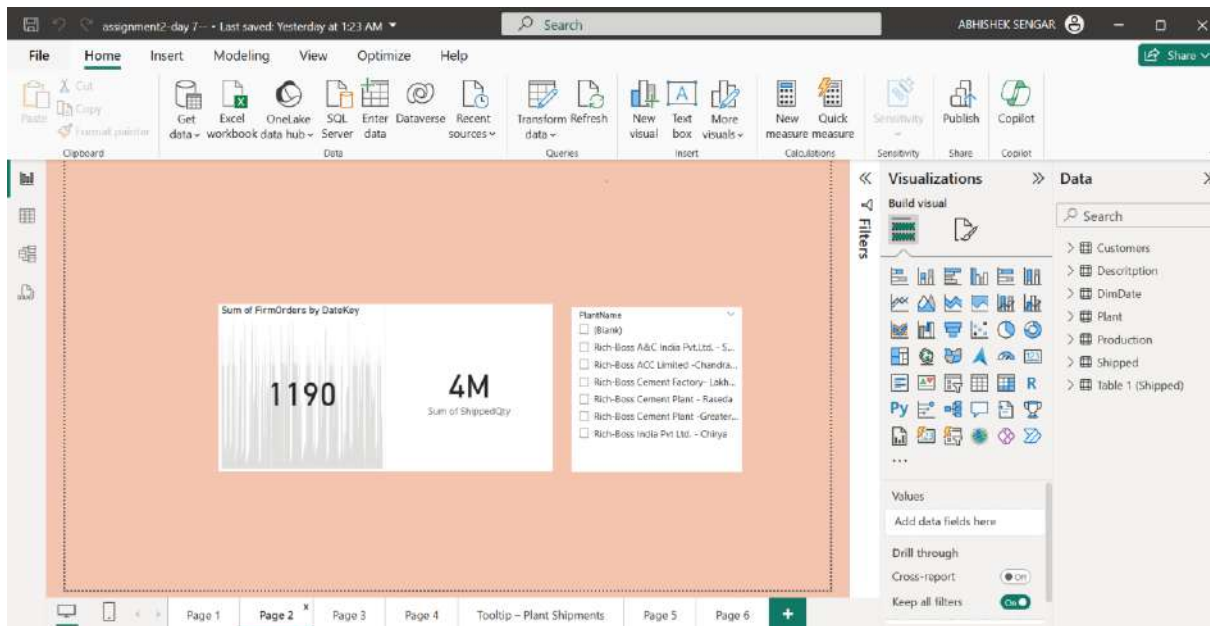 assignment2-day 7-- • Last saved: Yesterday at 1:23 AM
Search
ABHISHEK SENGAR
File Home Insert Modeling View Optimize Help
Share
Paste
Cut
Copy
Format painter
Get data
Excel workbook
OneLake data hub
SQL Server
Enter data
Dataverse
Recent sources
Transform data
Refresh
New visual
Text box
More visuals
New measure
Quick measure
Sensitivity
Publish
Copilot
Clipboard Data Queries Insert Calculations Sensitivity Share Copilot
Sum of FirmOrders by DateKey
1190
4M
Sum of ShippedQty
PlantName
(Blank)
Rich-Boss A&C India Pvt.Ltd. - S...
Rich-Boss ACC Limited -Chandra...
Rich-Boss Cement Factory- Lakh...
Rich-Boss Cement Plant - Raseda
Rich-Boss Cement Plant -Greater...
Rich-Boss India Pvt Ltd. - Chirya
Filters
Visualizations
Build visual
123
R
Py
...
Values
Add data fields here
Drill through
Cross-report
On
Keep all filters
On
Data
Search
Customers
Descritption
DimDate
Plant
Production
Shipped
Table 1 (Shipped)
Page 1 Page 2 Page 3 Page 4 Tooltip – Plant Shipments Page 5 Page 6